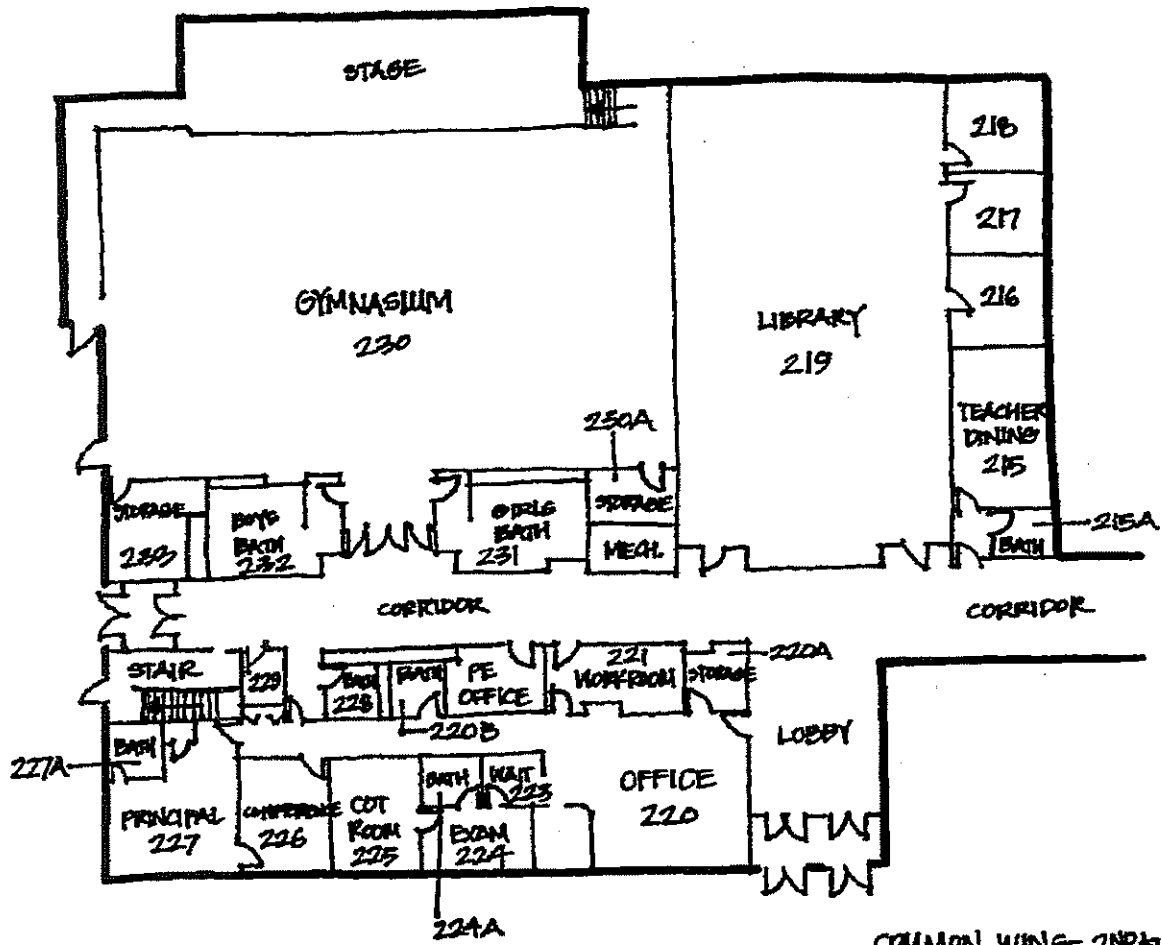 STAGE
218
217
GYMNASIUM
230
216
LIBRARY
219
230A
TEACHER
DINING
215
STORAGE
233
BOYS
BATH
232
GIRLS
BATH
231
STORAGE
MECH.
215A
BATH
CORRIDOR
CORRIDOR
STAIR
229
BATH
228
BATH
PE
OFFICE
221
WORKROOM
STORAGE
220A
220B
LOBBY
BATH
227A
PRINCIPAL
227
CONFERENCE
226
COT
ROOM
225
BATH
WAIT
223
EXAM
224
OFFICE
220
224A
COMMON WING-